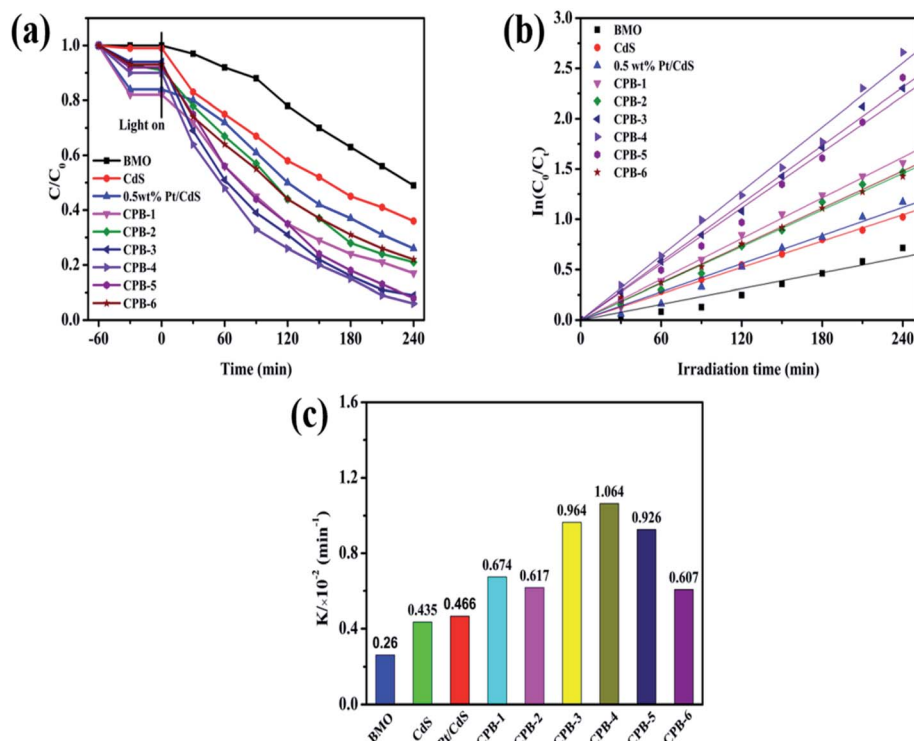 (a)
C/C0
1.0
0.8
0.6
0.4
0.2
0.0
Light on
BMO
CdS
0.5wt% Pt/CdS
CPB-1
CPB-2
CPB-3
CPB-4
CPB-5
CPB-6
-60 0 60 120 180 240
Time (min)
(b)
In(C0/Ct)
3.0
2.5
2.0
1.5
1.0
0.5
0.0
BMO
CdS
0.5 wt% Pt/CdS
CPB-1
CPB-2
CPB-3
CPB-4
CPB-5
CPB-6
0 30 60 90 120 150 180 210 240
Irradiation time (min)
(c)
K/×10-2 (min-1)
1.6
1.2
0.8
0.4
0.0
0.26
0.435
0.466
0.674
0.617
0.964
1.064
0.926
0.607
BMO CdS Pt/CdS CPB-1 CPB-2 CPB-3 CPB-4 CPB-5 CPB-6